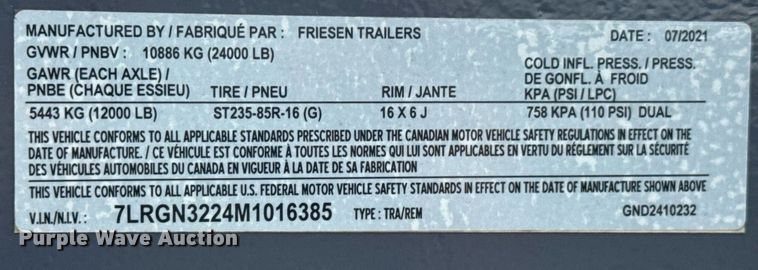 MANUFACTURED BY / FABRIQUÉ PAR : FRIESEN TRAILERS DATE : 07/2021
GVWR / PNBV : 10886 KG (24000 LB)
GAWR (EACH AXLE) / COLD INFL. PRESS. / PRESS.
PNBE (CHAQUE ESSIEU) TIRE / PNEU RIM / JANTE DE GONFL. À FROID
KPA (PSI / LPC)
5443 KG (12000 LB) ST235-85R-16 (G) 16 X 6 J 758 KPA (110 PSI) DUAL
THIS VEHICLE CONFORMS TO ALL APPLICABLE STANDARDS PRESCRIBED UNDER THE CANADIAN MOTOR VEHICLE SAFETY REGULATIONS IN EFFECT ON THE
DATE OF MANUFACTURE. / CE VÉHICULE EST CONFORME À TOUTES LES NORMES QUI LUI SONT APPLICABLES EN VERTU DU RÉGLEMENT SUR LA SÉCURITÉ
DES VÉHICULES AUTOMOBILES DU CANADA EN VIGUEUR À LA DATE DE SA FABRICATION
THIS VEHICLE CONFORMS TO ALL APPLICABLE U.S. FEDERAL MOTOR VEHICLE SAFETY STANDARDS IN EFFECT ON THE DATE OF MANUFACTURE SHOWN ABOVE
V.I.N./N.I.V.: 7LRGN3224M1016385 TYPE : TRA/REM GND2410232
Purple Wave Auction